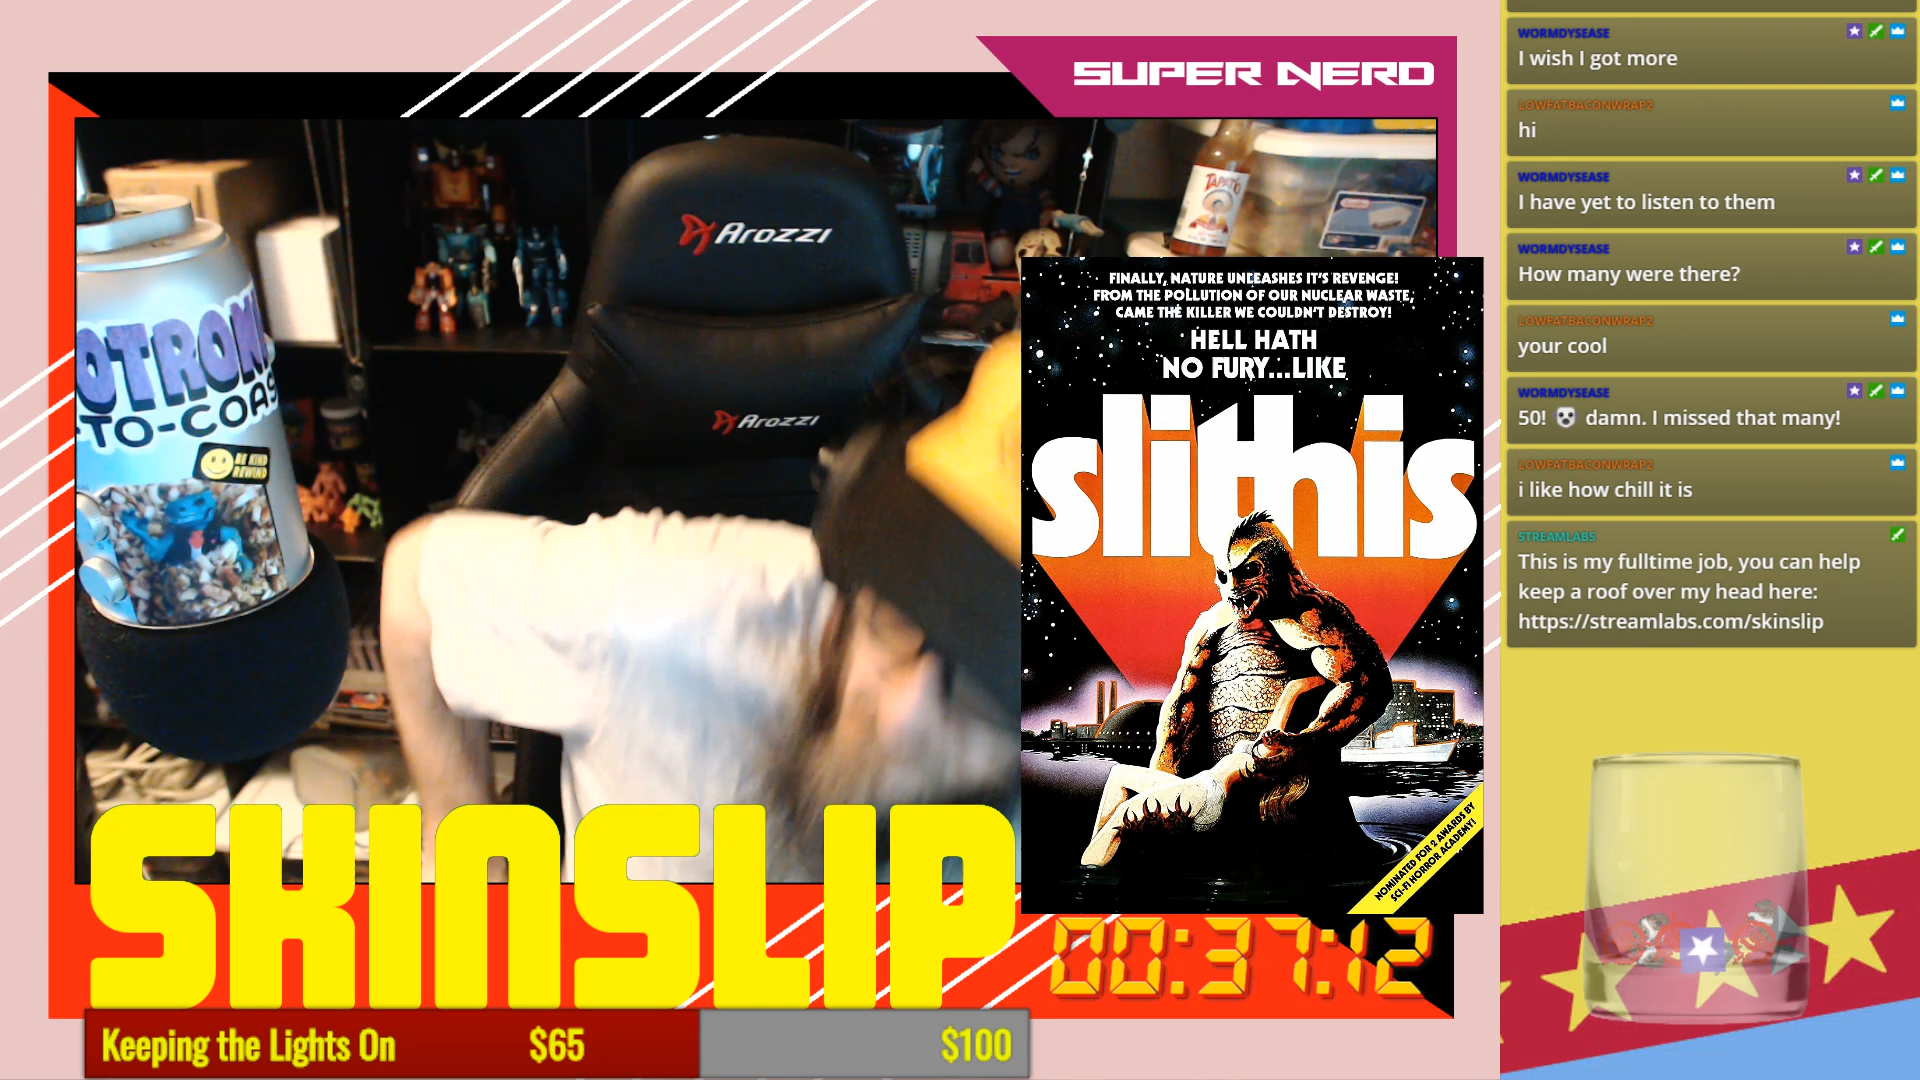 SUPER NERD
AROZZI
AROZZI
TAPATÍO
OTRON
-TO-COAS
BE KIND
REWIND
FINALLY, NATURE UNLEASHES IT'S REVENGE!
FROM THE POLLUTION OF OUR NUCLEAR WASTE,
CAME THE KILLER WE COULDN'T DESTROY!
HELL HATH
NO FURY...LIKE
slithis
NOMINATED FOR 2 AWARDS BY
SCI-FI HORROR ACADEMY!
SKINSLIP
00:37:12
Keeping the Lights On $65 $100
WORMDYSEASE
I wish I got more
LOWFATBACONWRAP2
hi
WORMDYSEASE
I have yet to listen to them
WORMDYSEASE
How many were there?
LOWFATBACONWRAP2
your cool
WORMDYSEASE
50! damn. I missed that many!
LOWFATBACONWRAP2
i like how chill it is
STREAMLABS
This is my fulltime job, you can help
keep a roof over my head here:
https://streamlabs.com/skinslip